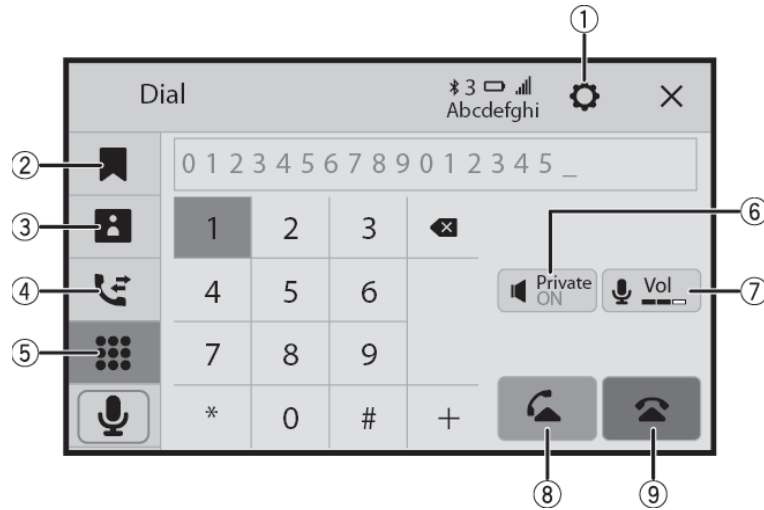 ①
Dial
3
Abcdefghi
②
0 1 2 3 4 5 6 7 8 9 0 1 2 3 4 5 _
③
1 2 3
⑥
④
4 5 6
Private
ON
Vol
⑦
⑤
7 8 9
* 0 # +
⑧ ⑨